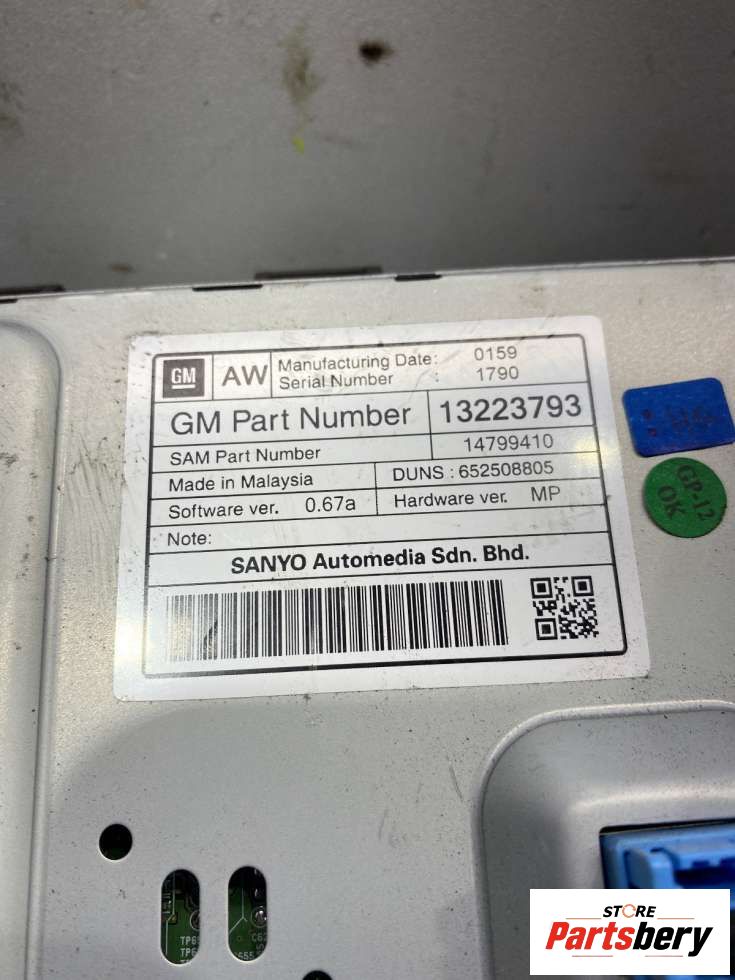 GM AW Manufacturing Date: 0159
Serial Number : 1790
GM Part Number 13223793
SAM Part Number 14799410
Made in Malaysia DUNS : 652508805
Software ver. 0.67a Hardware ver. MP
Note:
SANYO Automedia Sdn. Bhd.
GP-12
OK
STORE
Partsbery